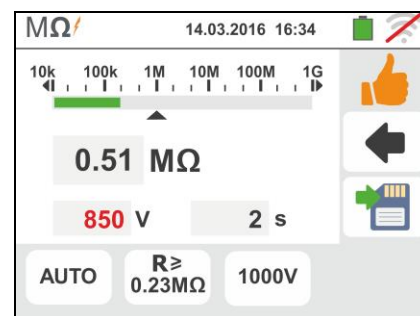 MΩ 14.03.2016 16:34
10k 100k 1M 10M 100M 1G
0.51 MΩ
850 V 2 s
AUTO R≥ 0.23MΩ 1000V